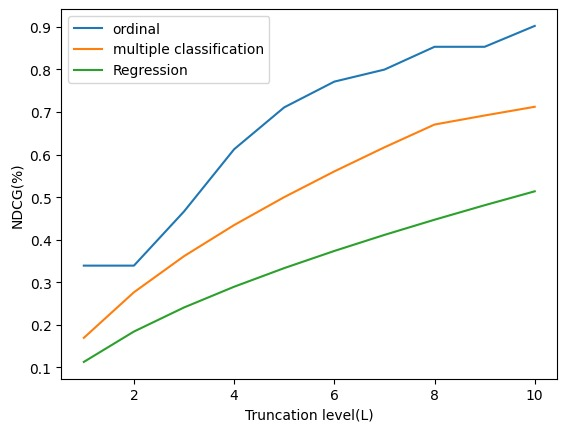 ordinal
multiple classification
Regression
0.9
0.8
0.7
0.6
0.5
0.4
0.3
0.2
0.1
NDCG(%)
2 4 6 8 10
Truncation level(L)